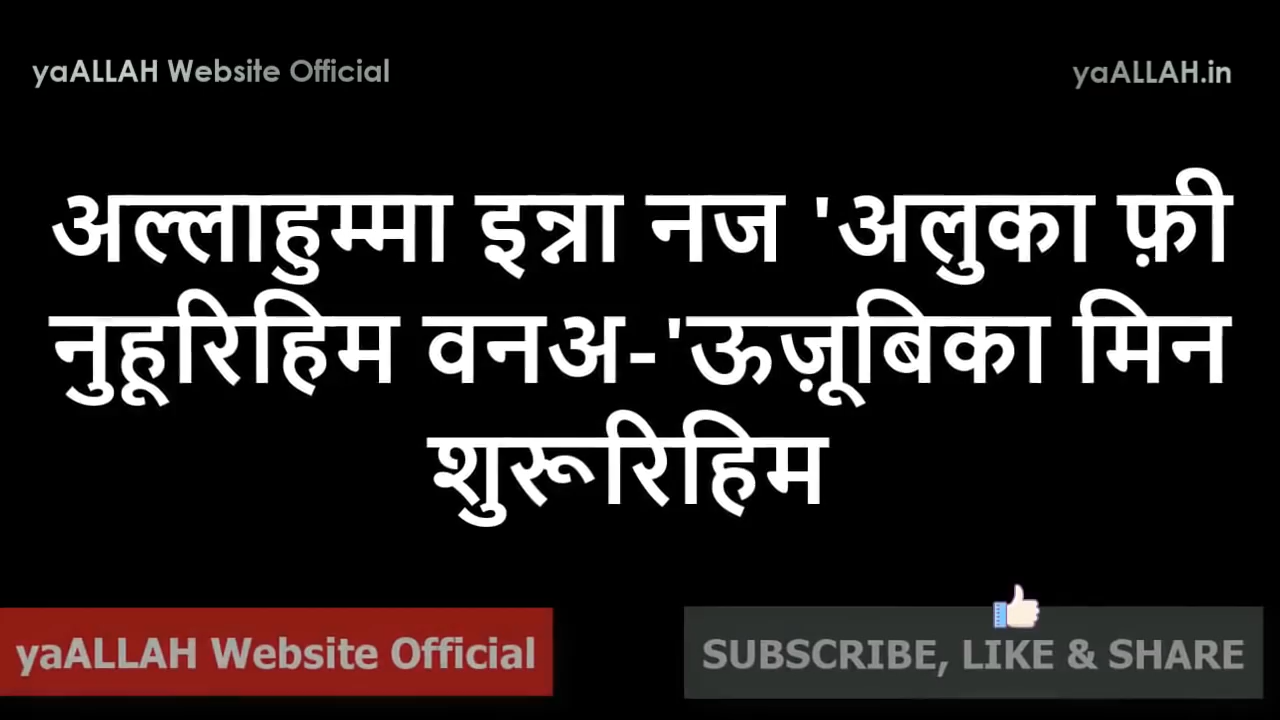 yaALLAH Website Official
yaALLAH.in
अल्लाहुम्मा इन्ना नज 'अलुका फ़ी
नुहूरिहिम वनअ-'ऊज़ूबिका मिन
शुरूरिहिम
yaALLAH Website Official
SUBSCRIBE, LIKE & SHARE